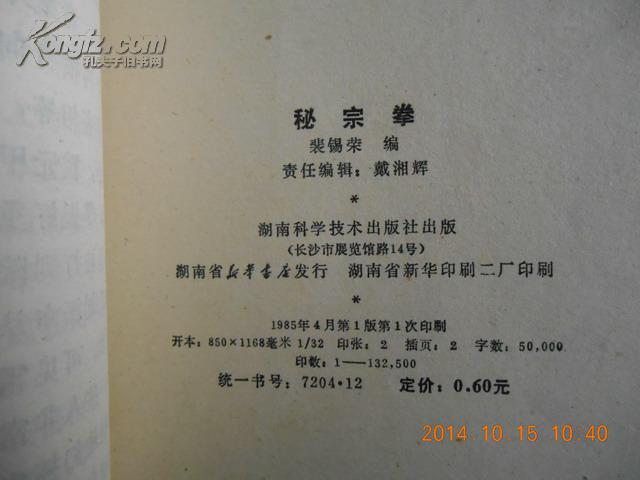 Kongfz.com
孔夫子旧书网
秘宗拳
裴锡荣 编
责任编辑：戴湘辉
*
湖南科学技术出版社出版
（长沙市展览馆路14号）
湖南省新华书店发行 湖南省新华印刷二厂印刷
*
1985年4月第1版第1次印刷
开本：850×1168毫米 1/32 印张：2 插页：2 字数：50,000
印数：1—132,500
统一书号：7204·12 定价：0.60元
2014.10.15 10:40